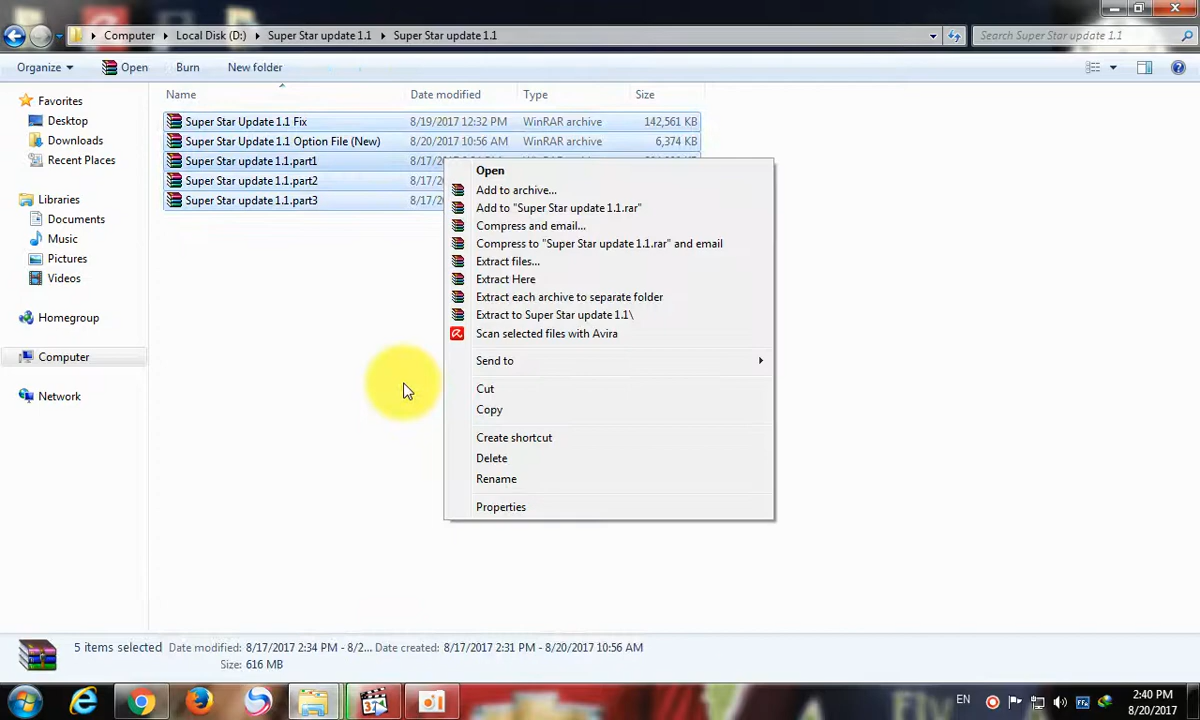 Computer Local Disk (D:) Super Star update 1.1 Super Star update 1.1 Search Super Star update 1.1
Organize Open Burn New folder
Favorites
Desktop
Downloads
Recent Places
Libraries
Documents
Music
Pictures
Videos
Homegroup
Computer
Network
Name Date modified Type Size
Super Star Update 1.1 Fix 8/19/2017 12:32 PM WinRAR archive 142,561 KB
Super Star Update 1.1 Option File (New) 8/20/2017 10:56 AM WinRAR archive 6,374 KB
Super Star update 1.1.part1 8/17/2
Super Star update 1.1.part2 8/17/2
Super Star update 1.1.part3 8/17/2
Open
Add to archive...
Add to "Super Star update 1.1.rar"
Compress and email...
Compress to "Super Star update 1.1.rar" and email
Extract files...
Extract Here
Extract each archive to separate folder
Extract to Super Star update 1.1\
Scan selected files with Avira
Send to
Cut
Copy
Create shortcut
Delete
Rename
Properties
5 items selected Date modified: 8/17/2017 2:34 PM - 8/2... Date created: 8/17/2017 2:31 PM - 8/20/2017 10:56 AM
Size: 616 MB
EN
2:40 PM
8/20/2017